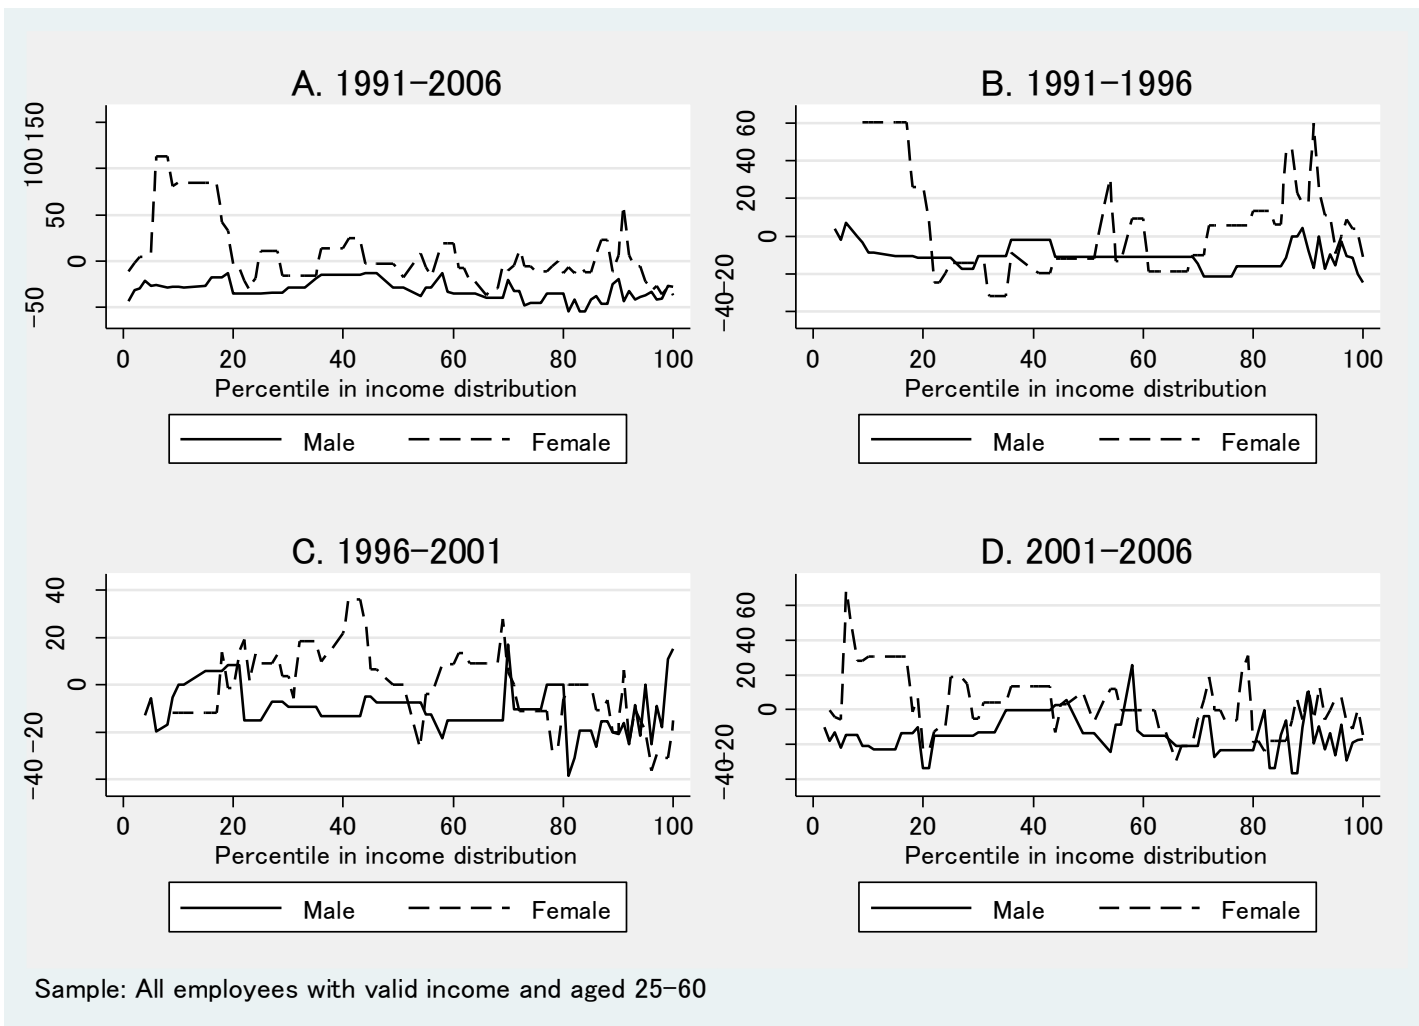 A. 1991-2006
-50 0 50 100 150
0 20 40 60 80 100
Percentile in income distribution
Male Female
B. 1991-1996
-40 -20 0 20 40 60
0 20 40 60 80 100
Percentile in income distribution
Male Female
C. 1996-2001
-40 -20 0 20 40
0 20 40 60 80 100
Percentile in income distribution
Male Female
D. 2001-2006
-40 -20 0 20 40 60
0 20 40 60 80 100
Percentile in income distribution
Male Female
Sample: All employees with valid income and aged 25-60